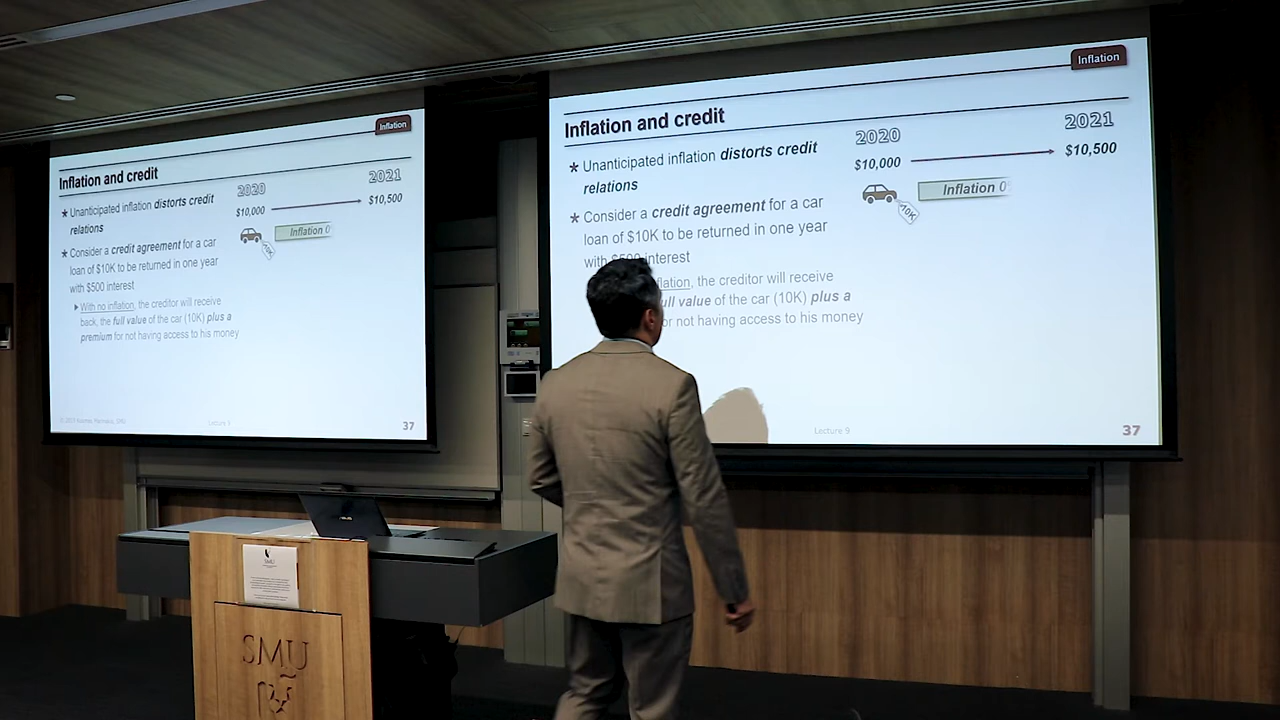 Inflation
Inflation and credit
2020
2021
* Unanticipated inflation distorts credit
relations
$10,000
$10,500
Inflation 0
* Consider a credit agreement for a car
loan of $10K to be returned in one year
with $500 interest
With no inflation, the creditor will receive
back, the full value of the car (10K) plus a
premium for not having access to his money
Lecture
37
Inflation
Inflation and credit
2020
2021
* Unanticipated inflation distorts credit
relations
$10,000
$10,500
Inflation 0
10K
* Consider a credit agreement for a car
loan of $10K to be returned in one year
with $500 interest
flation, the creditor will receive
ull value of the car (10K) plus a
or not having access to his money
Lecture 9
37
SMU
SMU